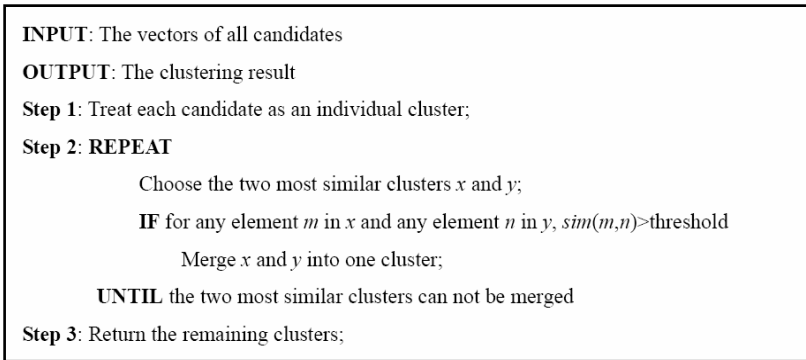 INPUT: The vectors of all candidates
OUTPUT: The clustering result
Step 1: Treat each candidate as an individual cluster;
Step 2: REPEAT
Choose the two most similar clusters x and y;
IF for any element m in x and any element n in y, sim(m,n)>threshold
Merge x and y into one cluster;
UNTIL the two most similar clusters can not be merged
Step 3: Return the remaining clusters;